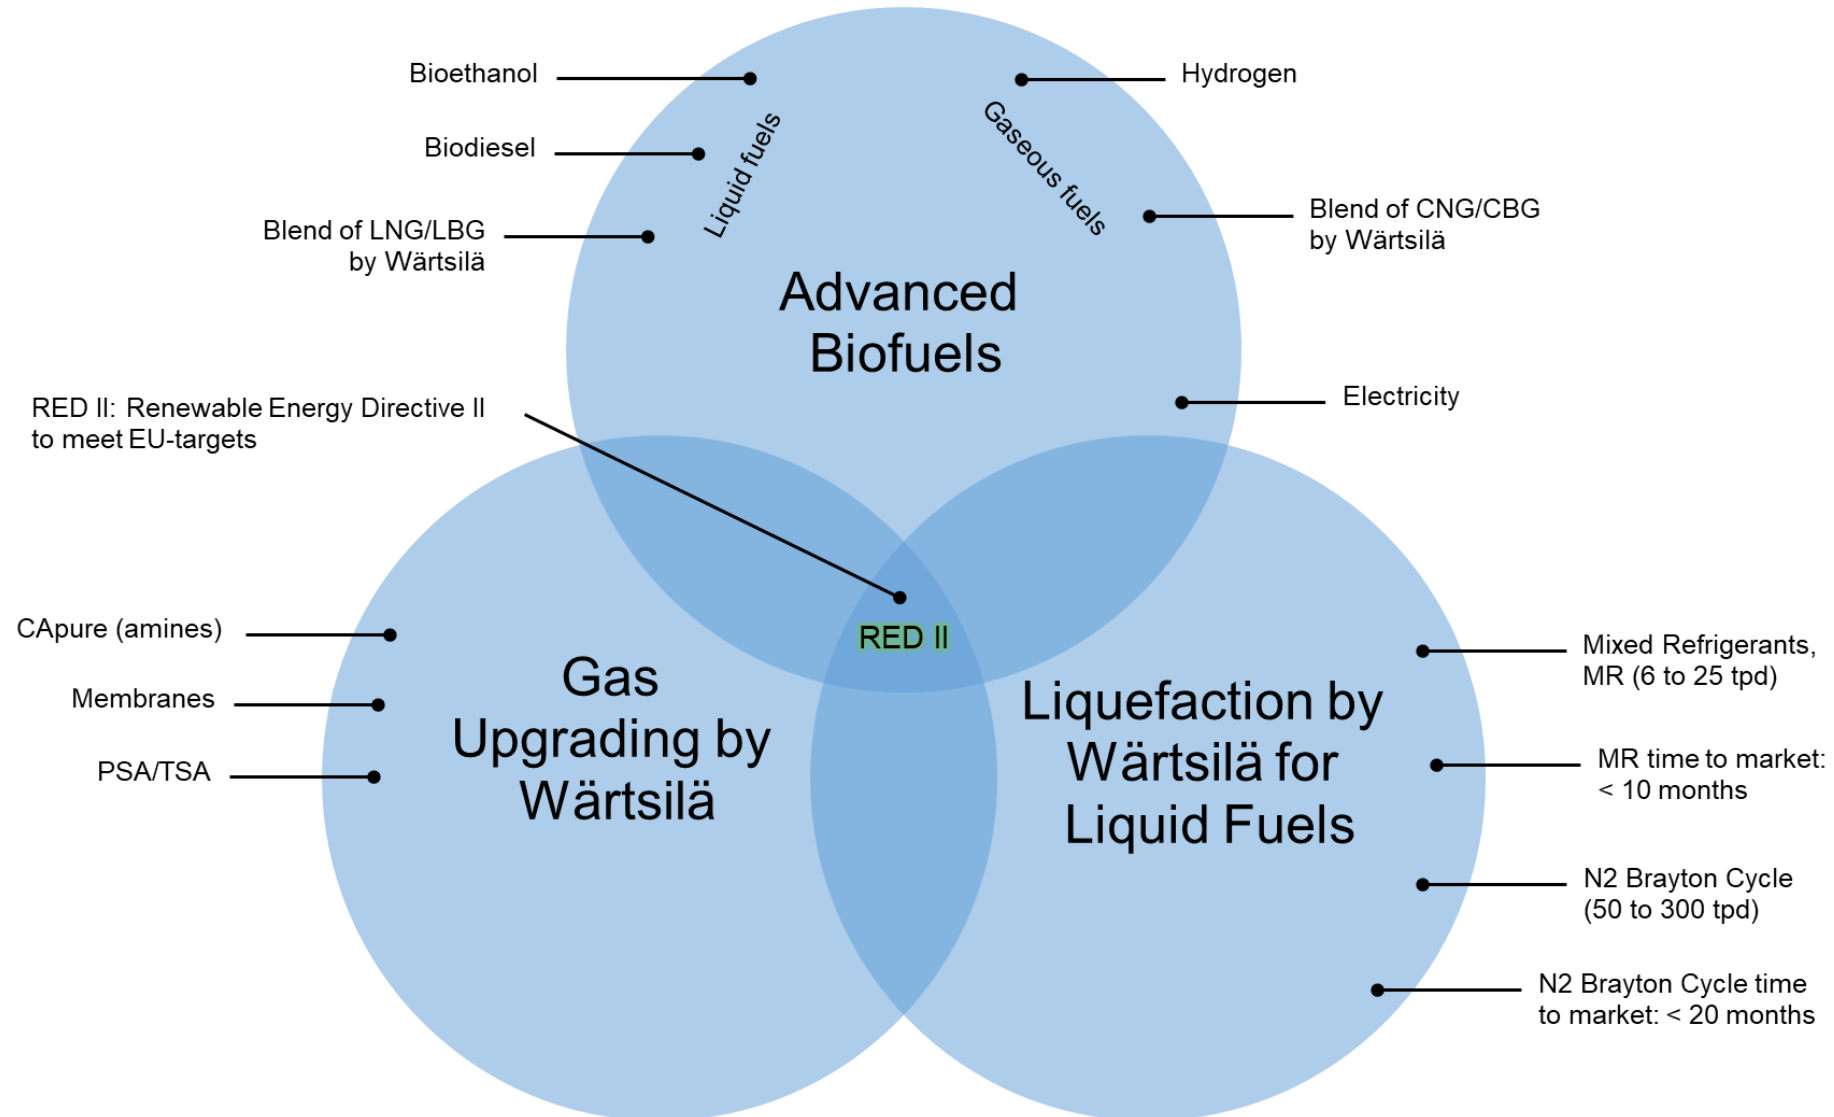 Bioethanol
Biodiesel
Blend of LNG/LBG
by Wärtsilä
Liquid fuels
Gaseous fuels
Hydrogen
Blend of CNG/CBG
by Wärtsilä
Electricity
Advanced
Biofuels
RED II: Renewable Energy Directive II
to meet EU-targets
RED II
CApure (amines)
Membranes
PSA/TSA
Gas
Upgrading by
Wärtsilä
Liquefaction by
Wärtsilä for
Liquid Fuels
Mixed Refrigerants,
MR (6 to 25 tpd)
MR time to market:
< 10 months
N2 Brayton Cycle
(50 to 300 tpd)
N2 Brayton Cycle time
to market: < 20 months